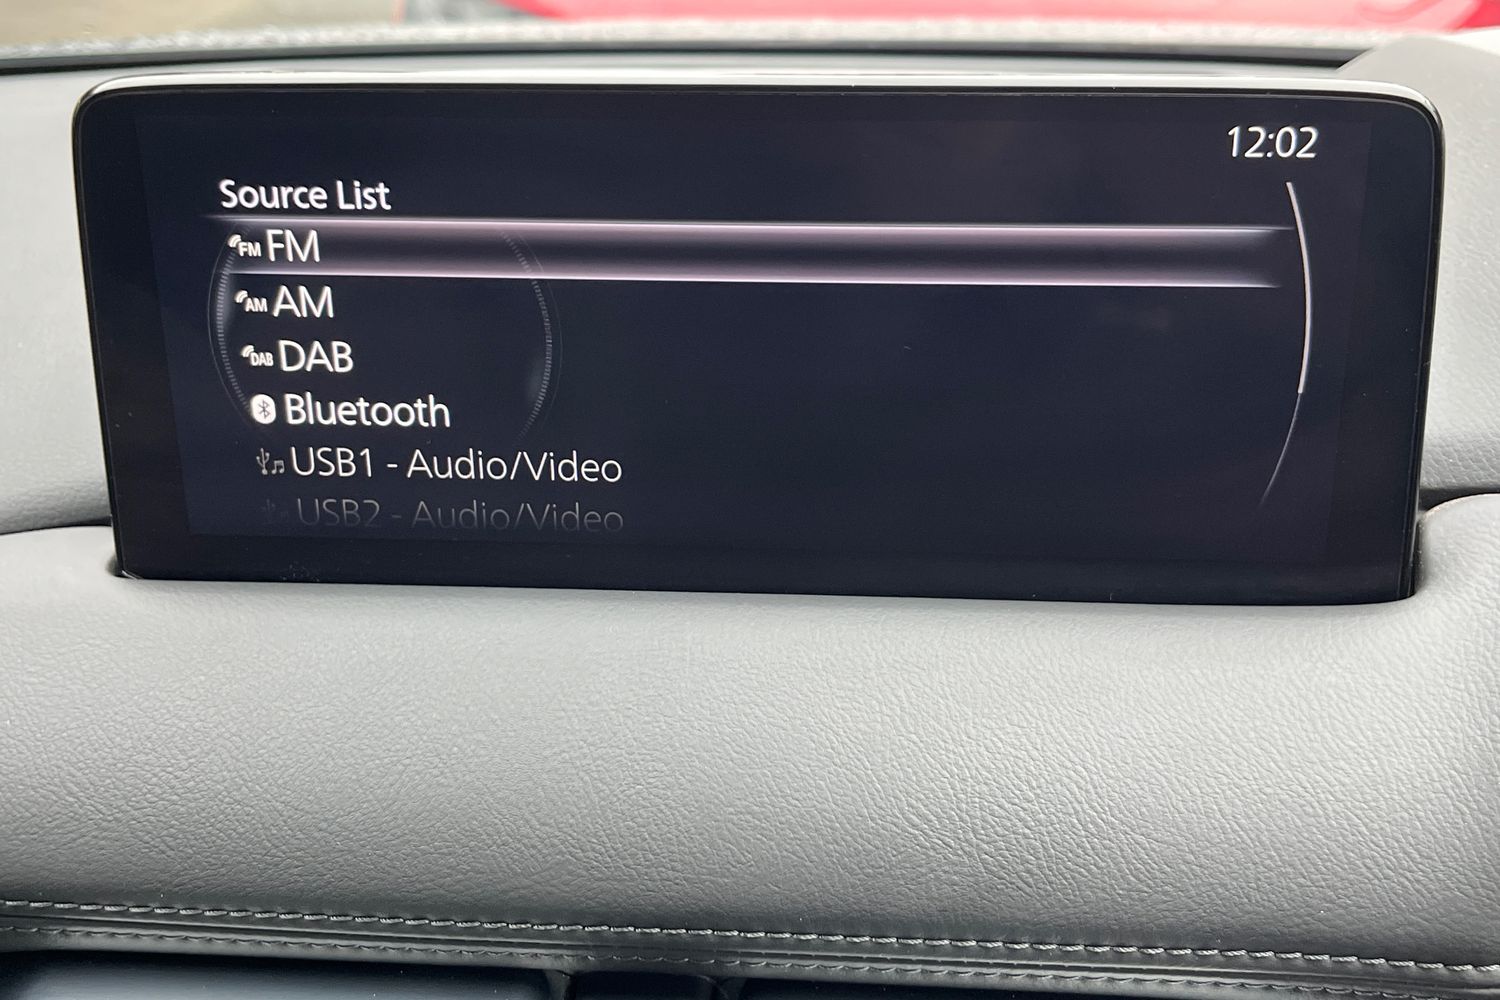 12:02
Source List
FM FM
AM AM
DAB DAB
Bluetooth
USB1 - Audio/Video
USB2 - Audio/Video